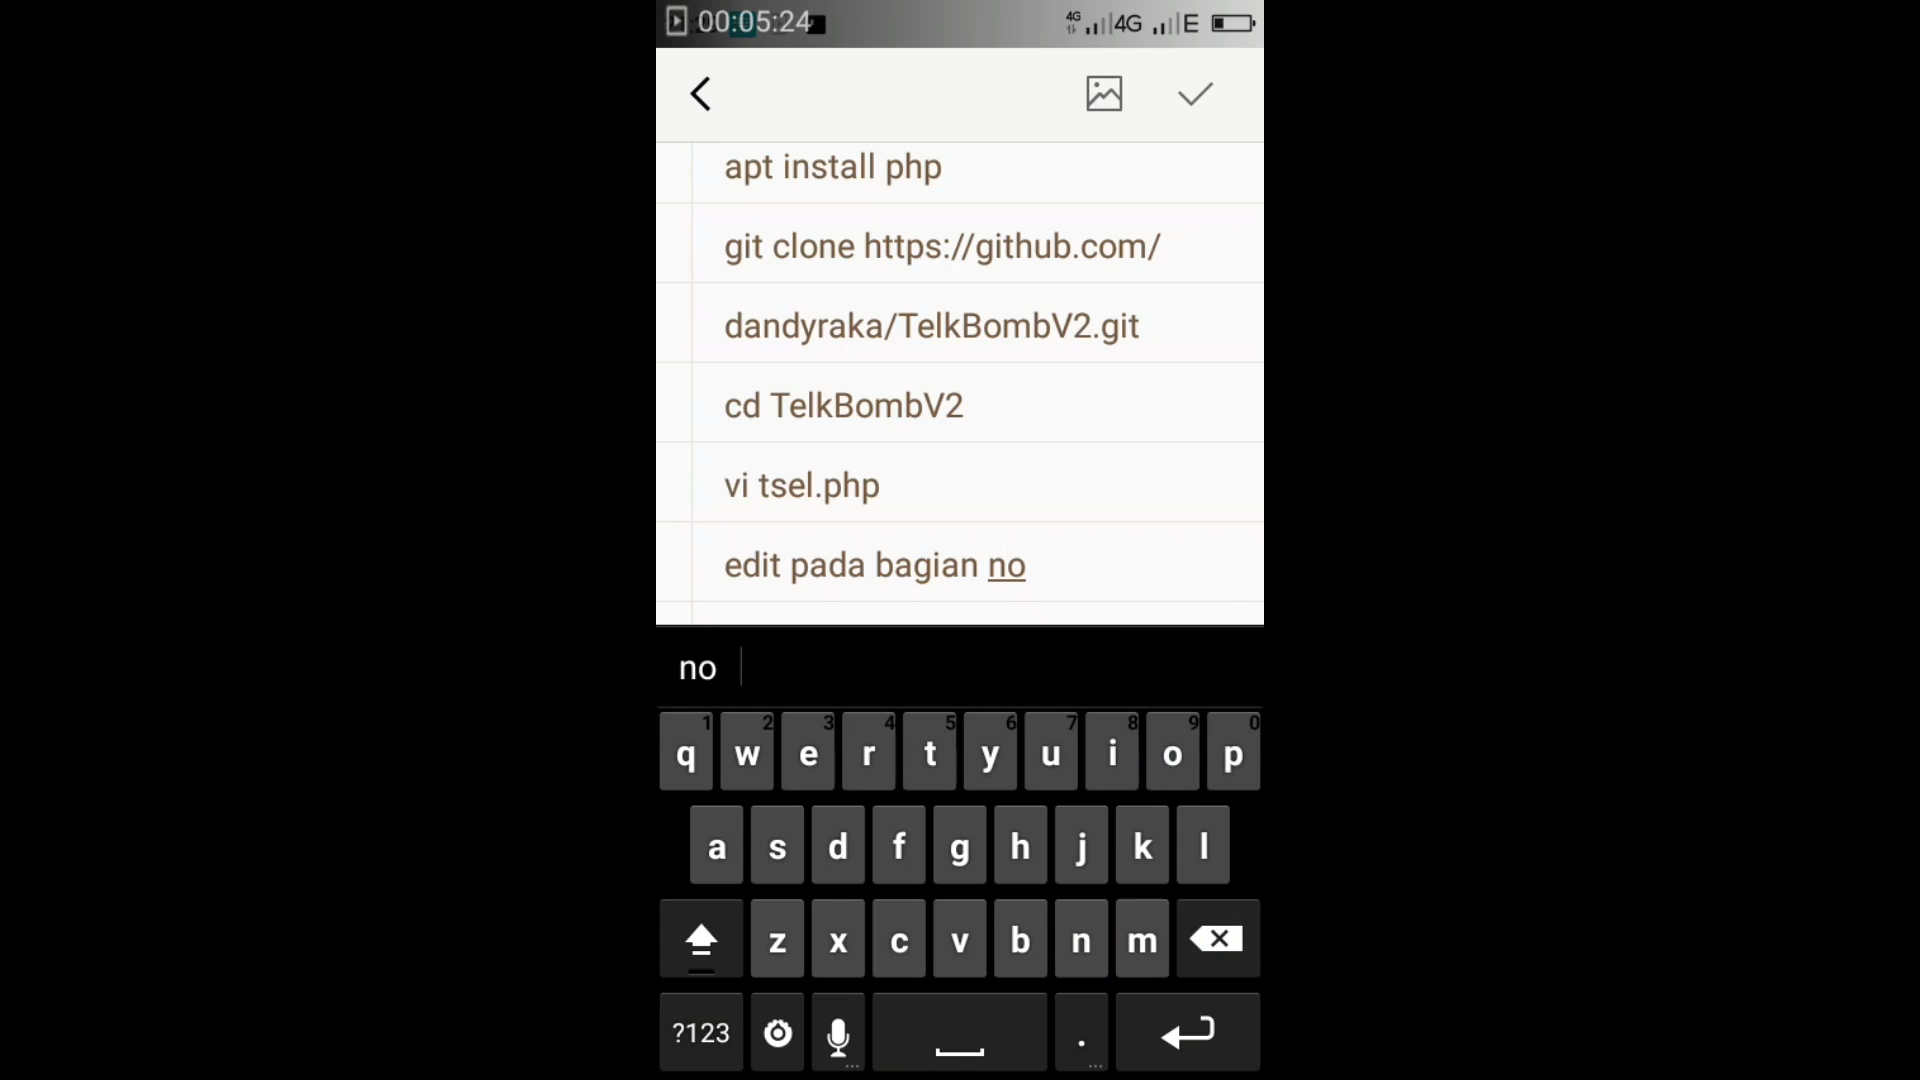 00:05:24 4G 4G E
apt install php
git clone https://github.com/
dandyraka/TelkBombV2.git
cd TelkBombV2
vi tsel.php
edit pada bagian no
no
1 2 3 4 5 6 7 8 9 0
q w e r t y u i o p
a s d f g h j k l
z x c v b n m
?123 .